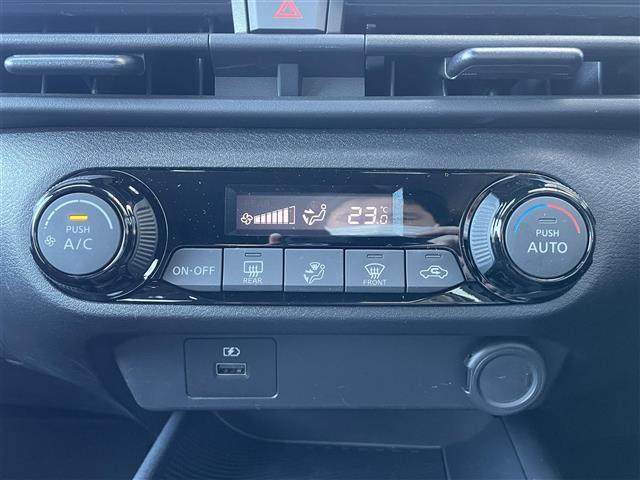 PUSH
A/C
23.0
°C
PUSH
AUTO
ON·OFF
REAR
FRONT